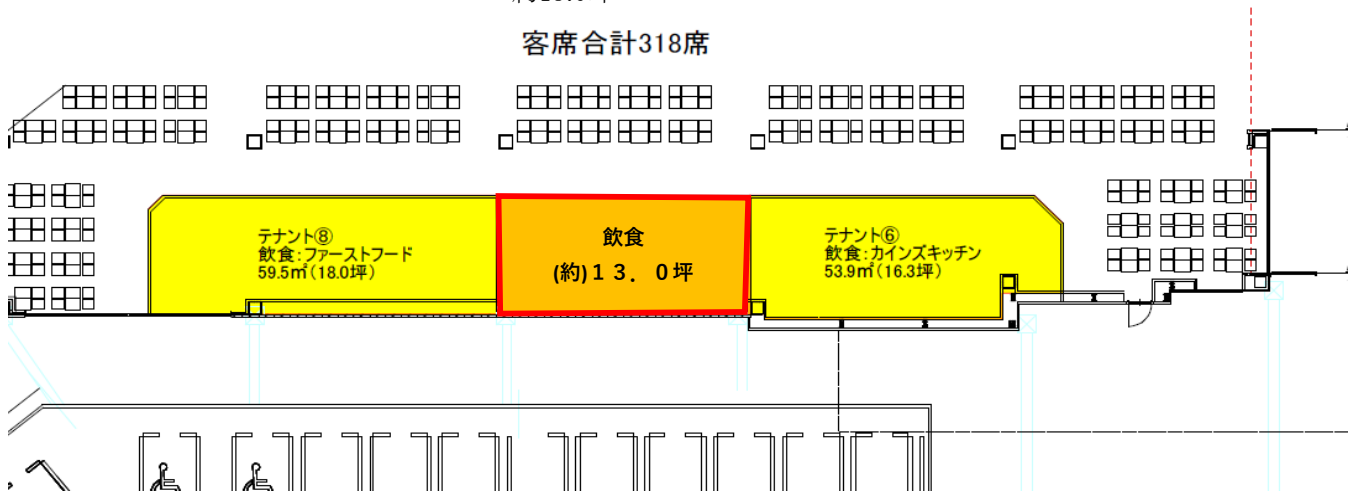 客席合計318席
テナント⑧
飲食:ファーストフード
59.5㎡(18.0坪)
飲食
(約)１３．０坪
テナント⑥
飲食:カインズキッチン
53.9㎡(16.3坪)